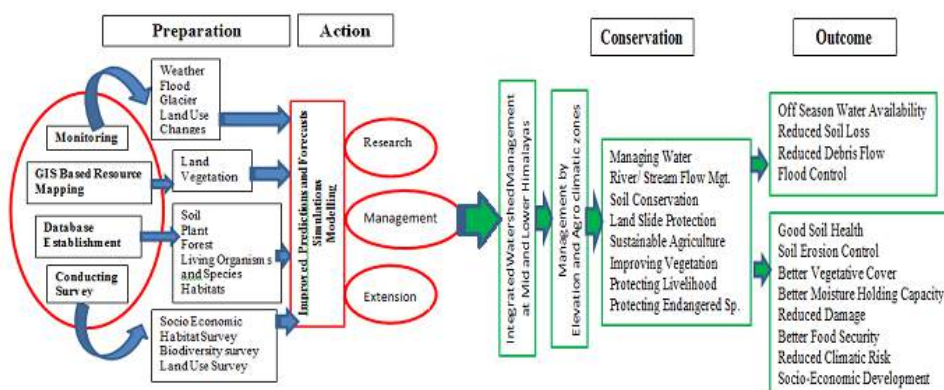 Preparation
Action
Conservation
Outcome
Monitoring
GIS Based Resource
Mapping
Database
Establishment
Conducting
Survey
Weather
Flood
Glacier
Land Use
Changes
Land
Vegetation
Soil
Plant
Forest
Living Organisms
and Species
Habitats
Socio Economic
Habitat Survey
Biodiversity survey
Land Use Survey
Improved Predictions and Forecasts
Simulations
Modelling
Research
Management
Extension
Integrated Watershed Management
at Mid and Lower Himalayas
Management by
Elevation and Agro climatic zones
Managing Water
River/ Stream Flow Mgt.
Soil Conservation
Land Slide Protection
Sustainable Agriculture
Improving Vegetation
Protecting Livelihood
Protecting Endangered Sp.
Off Season Water Availability
Reduced Soil Loss
Reduced Debris Flow
Flood Control
Good Soil Health
Soil Erosion Control
Better Vegetative Cover
Better Moisture Holding Capacity
Reduced Damage
Better Food Security
Reduced Climatic Risk
Socio-Economic Development